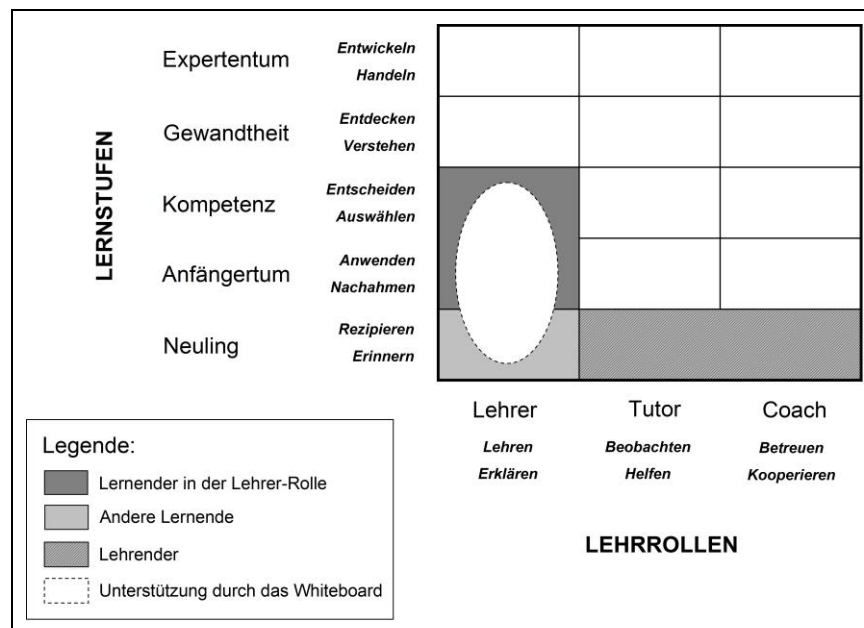 Expertentum
Entwickeln
Handeln
Gewandtheit
Entdecken
Verstehen
LERNSTUFEN
Kompetenz
Entscheiden
Auswählen
Anfängertum
Anwenden
Nachahmen
Neuling
Rezipieren
Erinnern
Lehrer
Tutor
Coach
Lehren
Erklären
Beobachten
Helfen
Betreuen
Kooperieren
LEHRROLLEN
Legende:
Lernender in der Lehrer-Rolle
Andere Lernende
Lehrender
Unterstützung durch das Whiteboard